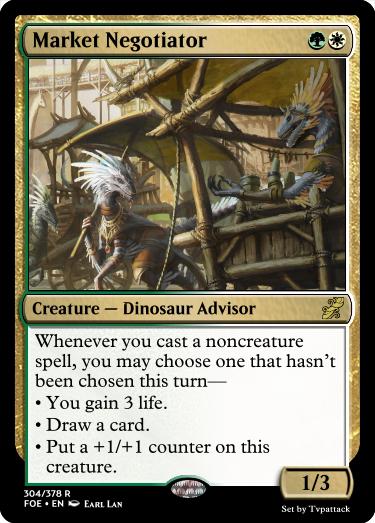 Market Negotiator
Creature — Dinosaur Advisor
Whenever you cast a noncreature
spell, you may choose one that hasn't
been chosen this turn—
• You gain 3 life.
• Draw a card.
• Put a +1/+1 counter on this
creature.
1/3
304/378 R
FOE • EN Earl Lan
Set by Tvpattack